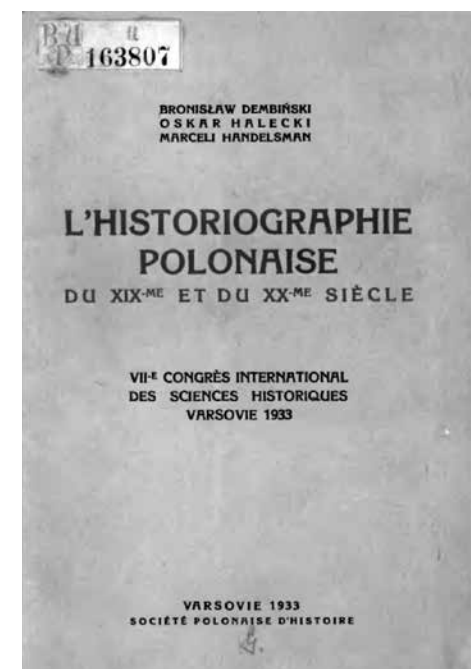 163807
BRONISŁAW DEMBIŃSKI
OSKAR HALECKI
MARCELI HANDELSMAN
L'HISTORIOGRAPHIE
POLONAISE
DU XIX-ME ET DU XX-ME SIÈCLE
VII-E CONGRÈS INTERNATIONAL
DES SCIENCES HISTORIQUES
VARSOVIE 1933
VARSOVIE 1933
SOCIÉTÉ POLONAISE D'HISTOIRE